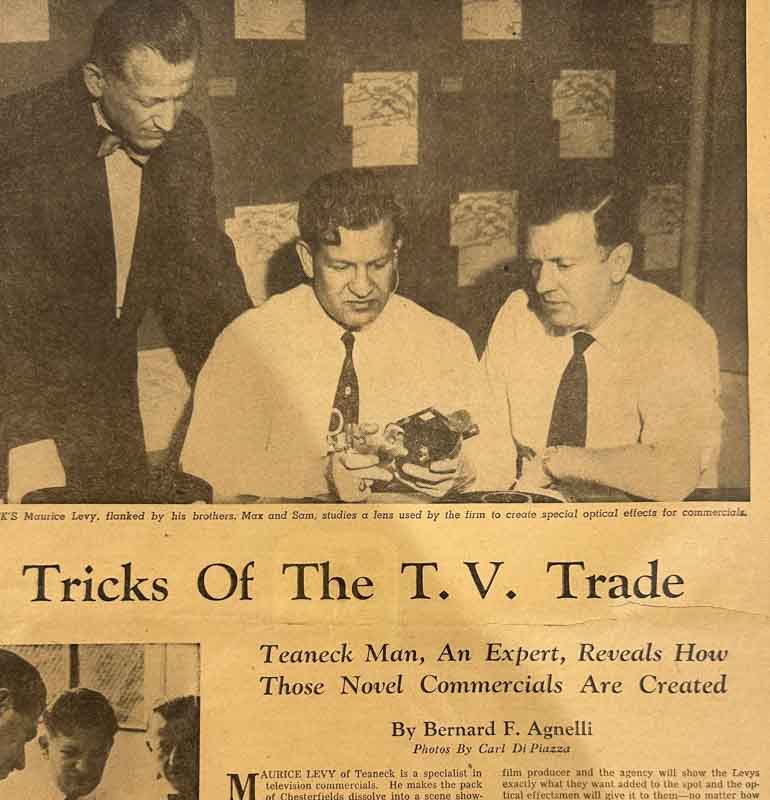 K'S Maurice Levy, flanked by his brothers, Max and Sam, studies a lens used by the firm to create special optical effects for commercials.
Tricks Of The T. V. Trade
Teaneck Man, An Expert, Reveals How
Those Novel Commercials Are Created
By Bernard F. Agnelli
Photos By Carl Di Piazza
MAURICE LEVY of Teaneck is a specialist in
television commercials. He makes the pack
of Chesterfields dissolve into a scene show-
film producer and the agency will show the Levys
exactly what they want added to the spot and the op-
tical effectsmen will give it to them—no matter how